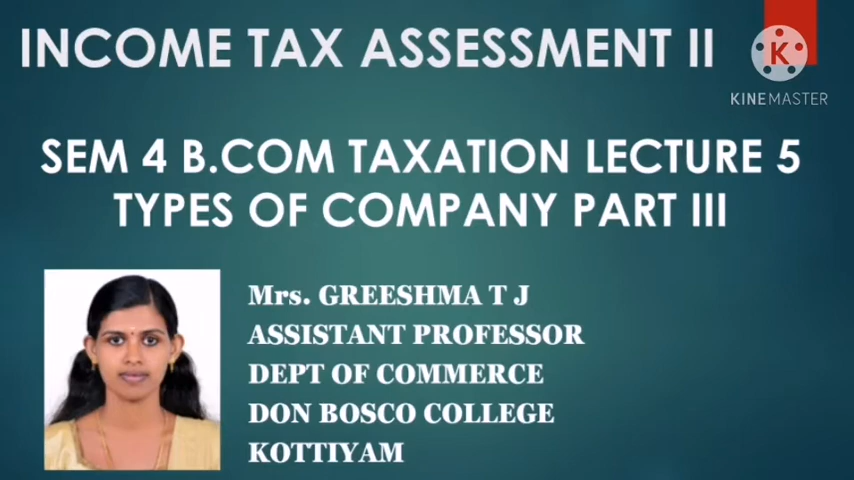 INCOME TAX ASSESSMENT II
K
KINEMASTER
SEM 4 B.COM TAXATION LECTURE 5
TYPES OF COMPANY PART III
Mrs. GREESHMA T J
ASSISTANT PROFESSOR
DEPT OF COMMERCE
DON BOSCO COLLEGE
KOTTIYAM